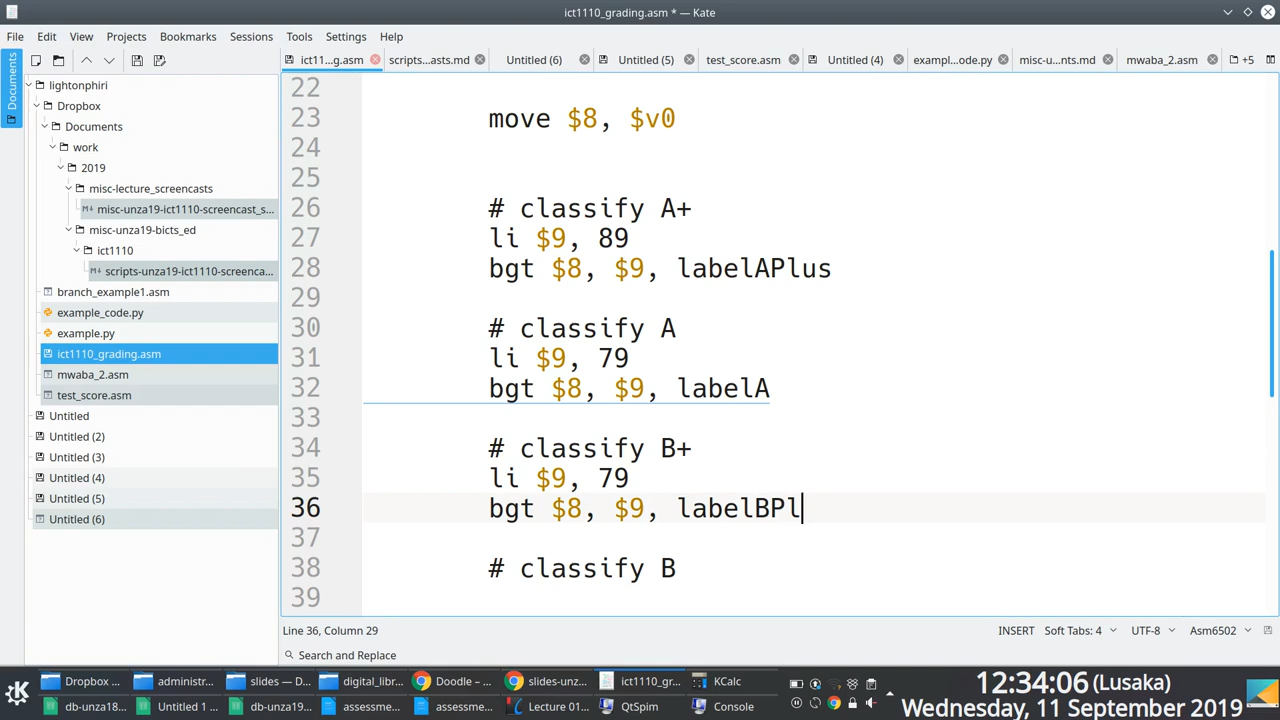 ict1110_grading.asm * — Kate
File Edit View Projects Bookmarks Sessions Tools Settings Help
Documents
ict11...g.asm scripts...asts.md Untitled (6) Untitled (5) test_score.asm Untitled (4) exampl...ode.py misc-u...nts.md mwaba_2.asm +5
lightonphiri
Dropbox
Documents
work
2019
misc-lecture_screencasts
misc-unza19-ict1110-screencast_s...
misc-unza19-bicts_ed
ict1110
scripts-unza19-ict1110-screenca...
branch_example1.asm
example_code.py
example.py
ict1110_grading.asm
mwaba_2.asm
test_score.asm
Untitled
Untitled (2)
Untitled (3)
Untitled (4)
Untitled (5)
Untitled (6)
22
23 move $8, $v0
24
25
26 # classify A+
27 li $9, 89
28 bgt $8, $9, labelAPlus
29
30 # classify A
31 li $9, 79
32 bgt $8, $9, labelA
33
34 # classify B+
35 li $9, 79
36 bgt $8, $9, labelBPl
37
38 # classify B
39
Line 36, Column 29 INSERT Soft Tabs: 4 UTF-8 Asm6502
Search and Replace
Dropbox ... administr... slides — D... digital_libr... Doodle – ... slides-unz... ict1110_gr... KCalc
db-unza18... Untitled 1 ... db-unza19... assessme... assessme... Lecture 01... QtSpim Console
12:34:06 (Lusaka)
Wednesday, 11 September 2019